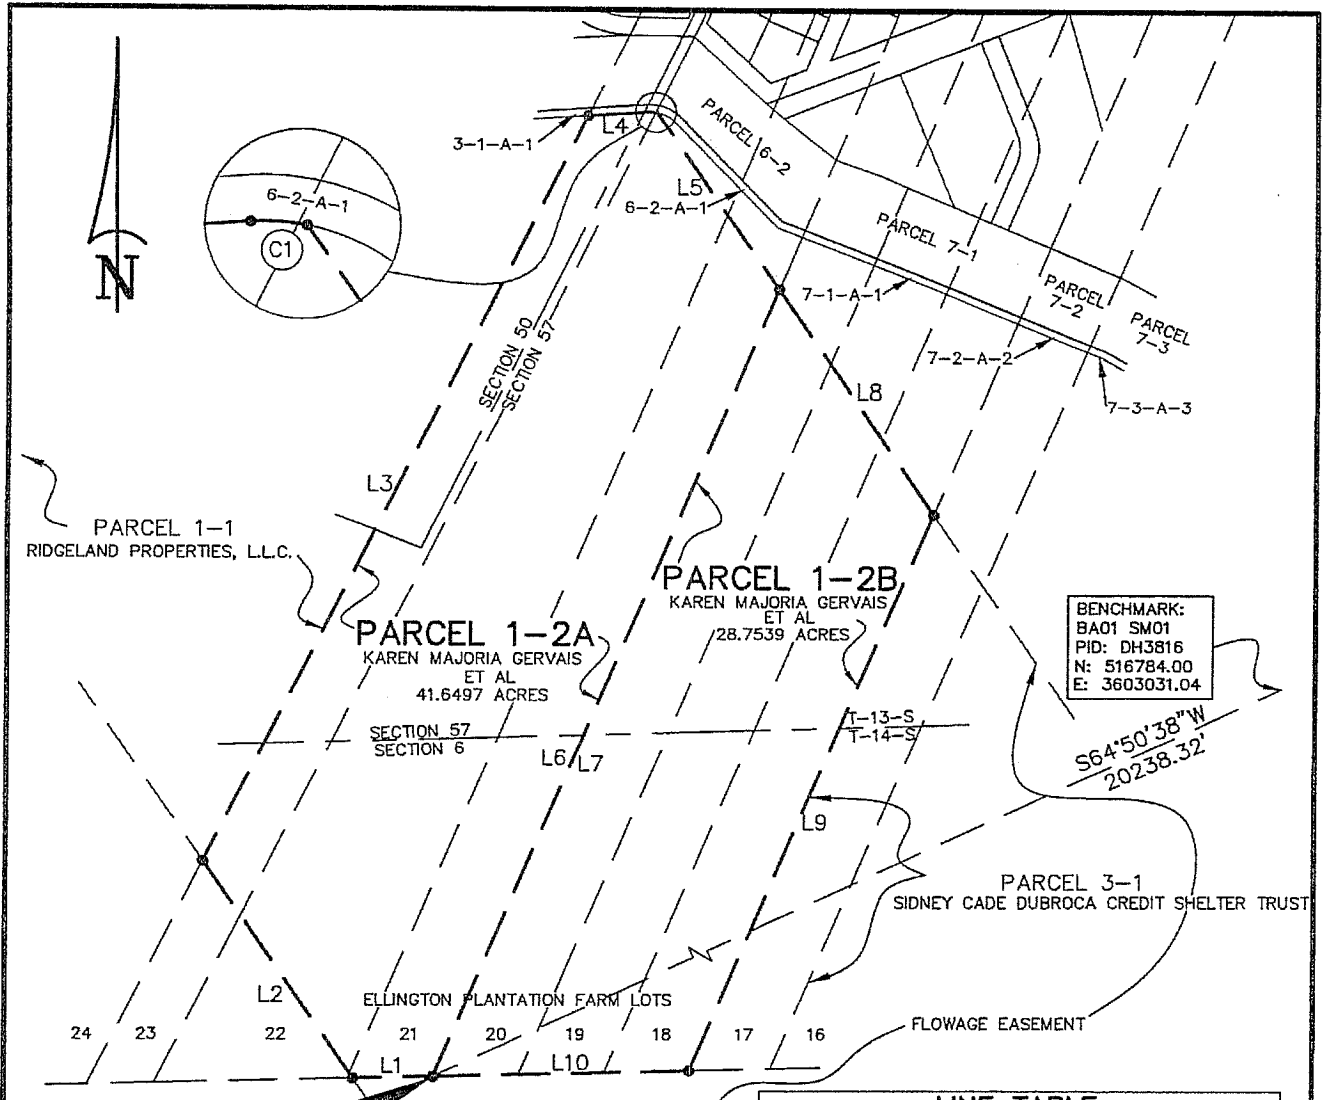 3-1-A-1
L4
PARCEL 6-2
6-2-A-1
C1
N
L5
6-2-A-1
PARCEL 7-1
7-1-A-1
PARCEL
7-2
PARCEL
7-3
7-2-A-2
7-3-A-3
SECTION 50
SECTION 57
L8
L3
PARCEL 1-1
RIDGELAND PROPERTIES, L.L.C.
PARCEL 1-2A
KAREN MAJORIA GERVAIS
ET AL
41.6497 ACRES
PARCEL 1-2B
KAREN MAJORIA GERVAIS
ET AL
28.7539 ACRES
BENCHMARK:
BA01 SM01
PID: DH3816
N: 516784.00
E: 3603031.04
SECTION 57
SECTION 6
T-13-S
T-14-S
L6
L7
S64°50'38"W
20238.32'
L9
PARCEL 3-1
SIDNEY CADE DUBROCA CREDIT SHELTER TRUST
L2
ELLINGTON PLANTATION FARM LOTS
24 23 22 21 20 19 18 17 16
FLOWAGE EASEMENT
L1
L10
LINE TABLE